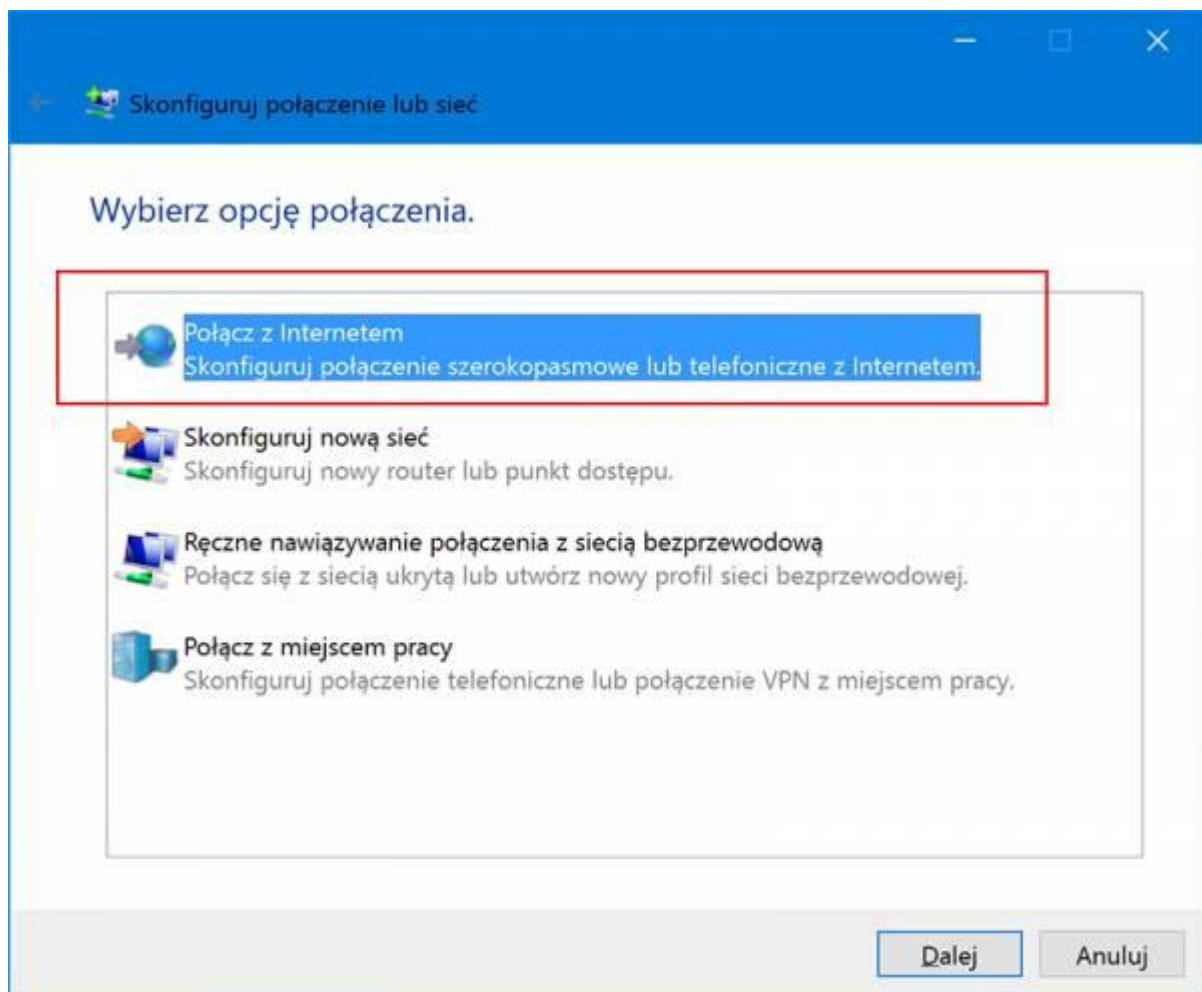 Skonfiguruj połączenie lub sieć
Wybierz opcję połączenia.
Połącz z Internetem
Skonfiguruj połączenie szerokopasmowe lub telefoniczne z Internetem.
Skonfiguruj nową sieć
Skonfiguruj nowy router lub punkt dostępu.
Ręczne nawiązywanie połączenia z siecią bezprzewodową
Połącz się z siecią ukrytą lub utwórz nowy profil sieci bezprzewodowej.
Połącz z miejscem pracy
Skonfiguruj połączenie telefoniczne lub połączenie VPN z miejscem pracy.
Dalej Anuluj